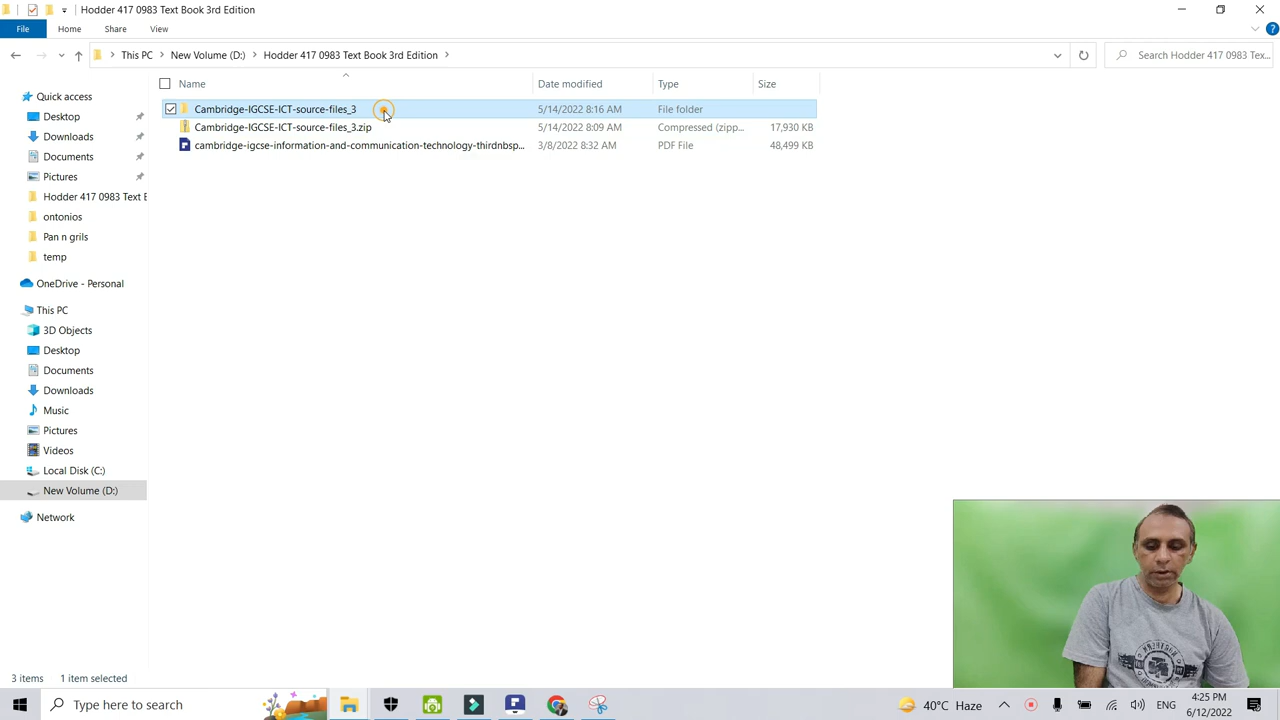 Hodder 417 0983 Text Book 3rd Edition
File Home Share View
This PC New Volume (D:) Hodder 417 0983 Text Book 3rd Edition Search Hodder 417 0983 Tex...
Name Date modified Type Size
Cambridge-IGCSE-ICT-source-files_3 5/14/2022 8:16 AM File folder
Cambridge-IGCSE-ICT-source-files_3.zip 5/14/2022 8:09 AM Compressed (zipp... 17,930 KB
cambridge-igcse-information-and-communication-technology-thirdnbsp... 3/8/2022 8:32 AM PDF File 48,499 KB
Quick access
Desktop
Downloads
Documents
Pictures
Hodder 417 0983 Text B
ontonios
Pan n grils
temp
OneDrive - Personal
This PC
3D Objects
Desktop
Documents
Downloads
Music
Pictures
Videos
Local Disk (C:)
New Volume (D:)
Network
3 items 1 item selected
Type here to search 40°C Haze ENG 4:25 PM
6/12/2022